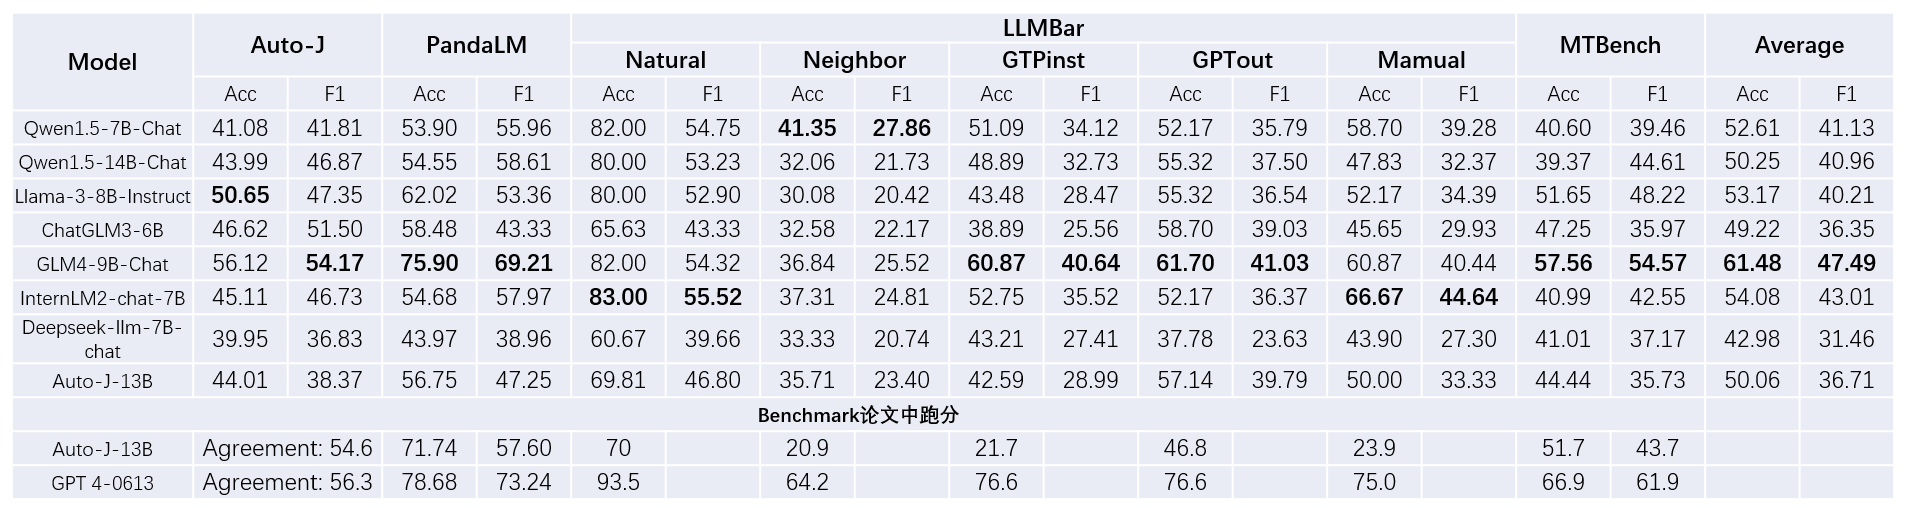 Model Auto-J PandaLM LLMBar MTBench Average
Natural Neighbor GTPinst GPTout Mamual
Acc F1 Acc F1 Acc F1 Acc F1 Acc F1 Acc F1 Acc F1 Acc F1 Acc F1
Qwen1.5-7B-Chat 41.08 41.81 53.90 55.96 82.00 54.75 41.35 27.86 51.09 34.12 52.17 35.79 58.70 39.28 40.60 39.46 52.61 41.13
Qwen1.5-14B-Chat 43.99 46.87 54.55 58.61 80.00 53.23 32.06 21.73 48.89 32.73 55.32 37.50 47.83 32.37 39.37 44.61 50.25 40.96
Llama-3-8B-Instruct 50.65 47.35 62.02 53.36 80.00 52.90 30.08 20.42 43.48 28.47 55.32 36.54 52.17 34.39 51.65 48.22 53.17 40.21
ChatGLM3-6B 46.62 51.50 58.48 43.33 65.63 43.33 32.58 22.17 38.89 25.56 58.70 39.03 45.65 29.93 47.25 35.97 49.22 36.35
GLM4-9B-Chat 56.12 54.17 75.90 69.21 82.00 54.32 36.84 25.52 60.87 40.64 61.70 41.03 60.87 40.44 57.56 54.57 61.48 47.49
InternLM2-chat-7B 45.11 46.73 54.68 57.97 83.00 55.52 37.31 24.81 52.75 35.52 52.17 36.37 66.67 44.64 40.99 42.55 54.08 43.01
Deepseek-llm-7B-
chat 39.95 36.83 43.97 38.96 60.67 39.66 33.33 20.74 43.21 27.41 37.78 23.63 43.90 27.30 41.01 37.17 42.98 31.46
Auto-J-13B 44.01 38.37 56.75 47.25 69.81 46.80 35.71 23.40 42.59 28.99 57.14 39.79 50.00 33.33 44.44 35.73 50.06 36.71
Benchmark论文中跑分
Auto-J-13B Agreement: 54.6 71.74 57.60 70 20.9 21.7 46.8 23.9 51.7 43.7
GPT 4-0613 Agreement: 56.3 78.68 73.24 93.5 64.2 76.6 76.6 75.0 66.9 61.9